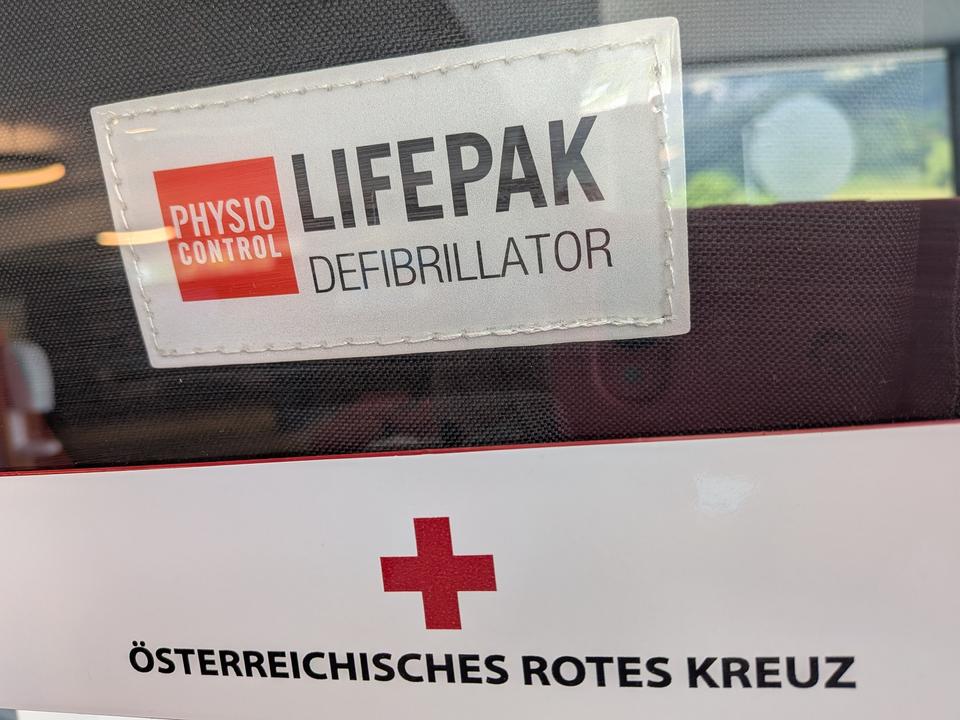 PHYSIO
CONTROL
LIFEPAK
DEFIBRILLATOR
ÖSTERREICHISCHES ROTES KREUZ